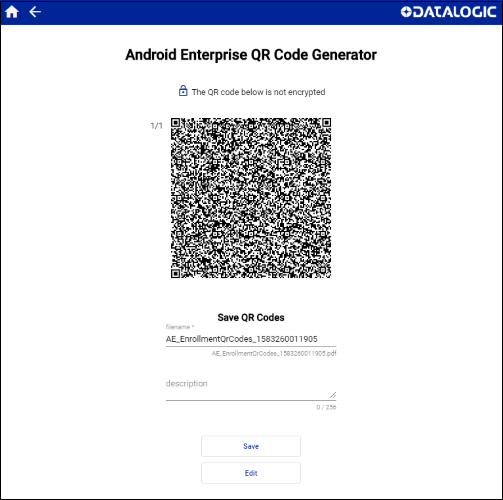 DATALOGIC
Android Enterprise QR Code Generator
The QR code below is not encrypted
1/1
Save QR Codes
filename *
AE_EnrollmentQrCodes_1583260011905
AE_EnrollmentQrCodes_1583260011905.pdf
description
0 / 256
Save
Edit